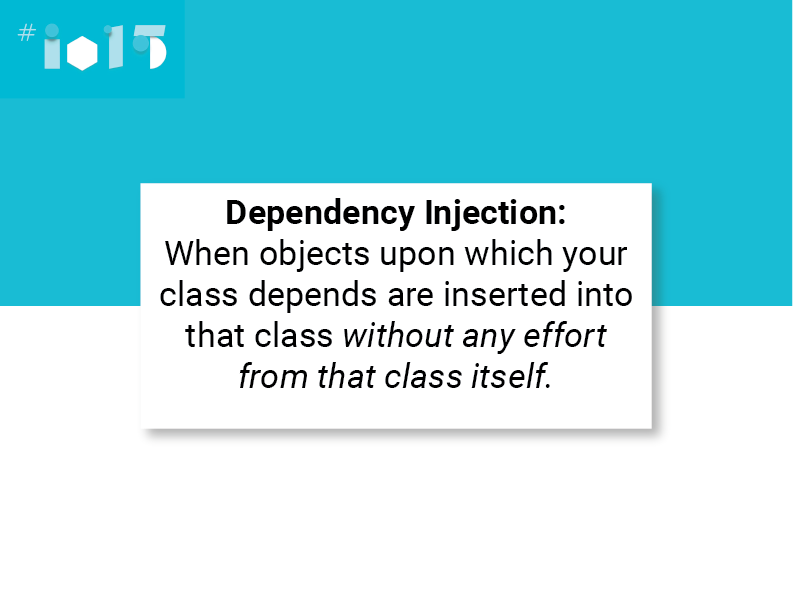 #io15
Dependency Injection:
When objects upon which your
class depends are inserted into
that class without any effort
from that class itself.